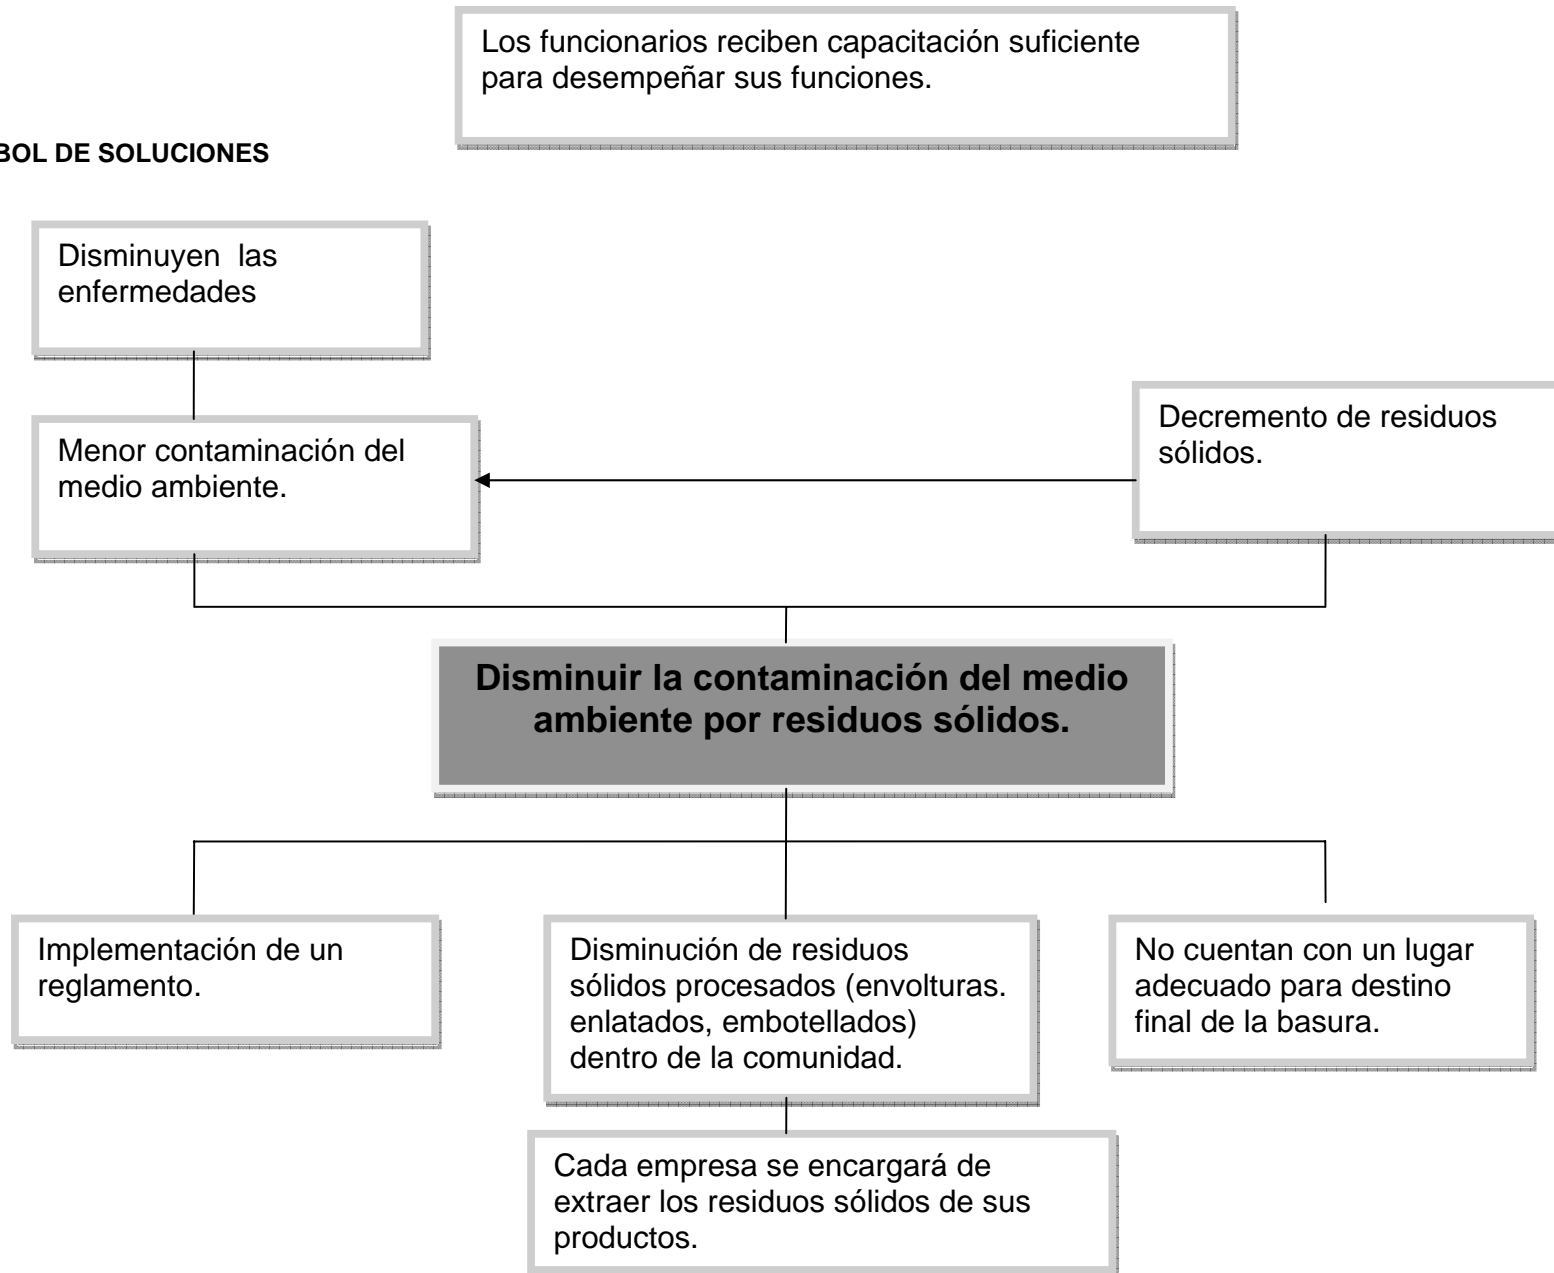 Los funcionarios reciben capacitación suficiente
para desempeñar sus funciones.
BOL DE SOLUCIONES
Disminuyen las
enfermedades
Menor contaminación del
medio ambiente.
Decremento de residuos
sólidos.
Disminuir la contaminación del medio
ambiente por residuos sólidos.
Implementación de un
reglamento.
Disminución de residuos
sólidos procesados (envolturas.
enlatados, embotellados)
dentro de la comunidad.
No cuentan con un lugar
adecuado para destino
final de la basura.
Cada empresa se encargará de
extraer los residuos sólidos de sus
productos.